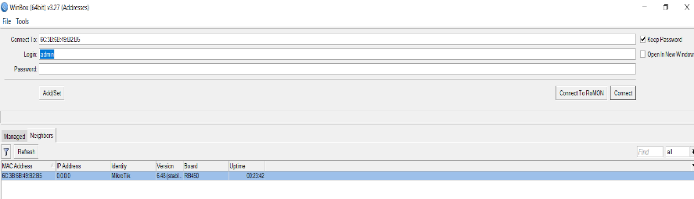 WinBox (64bit) v3.27 (Addresses)
File Tools
Connect To: 6C:3B:6B:49:B2:B5
Keep Password
Login: admin
Open In New Window
Password:
Add/Set
Connect To RoMON
Connect
Managed
Neighbors
Refresh
Find
all
MAC Address IP Address Identity Version Board Uptime
6C:3B:6B:49:B2:B5 0.0.0.0 MikroTik 6.48 (stabl... RB450 00:23:42